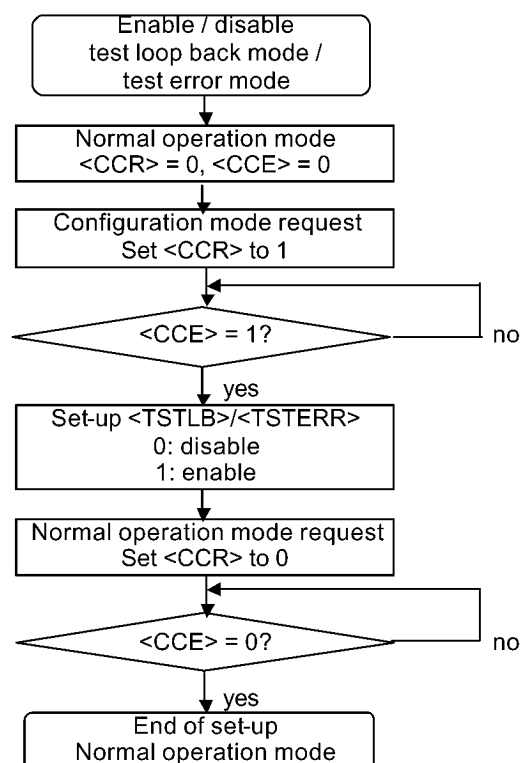 Enable / disable
test loop back mode /
test error mode
Normal operation mode
<CCR> = 0, <CCE> = 0
Configuration mode request
Set <CCR> to 1
<CCE> = 1?
no
yes
Set-up <TSTLB>/<TSTERR>
0: disable
1: enable
Normal operation mode request
Set <CCR> to 0
<CCE> = 0?
no
yes
End of set-up
Normal operation mode